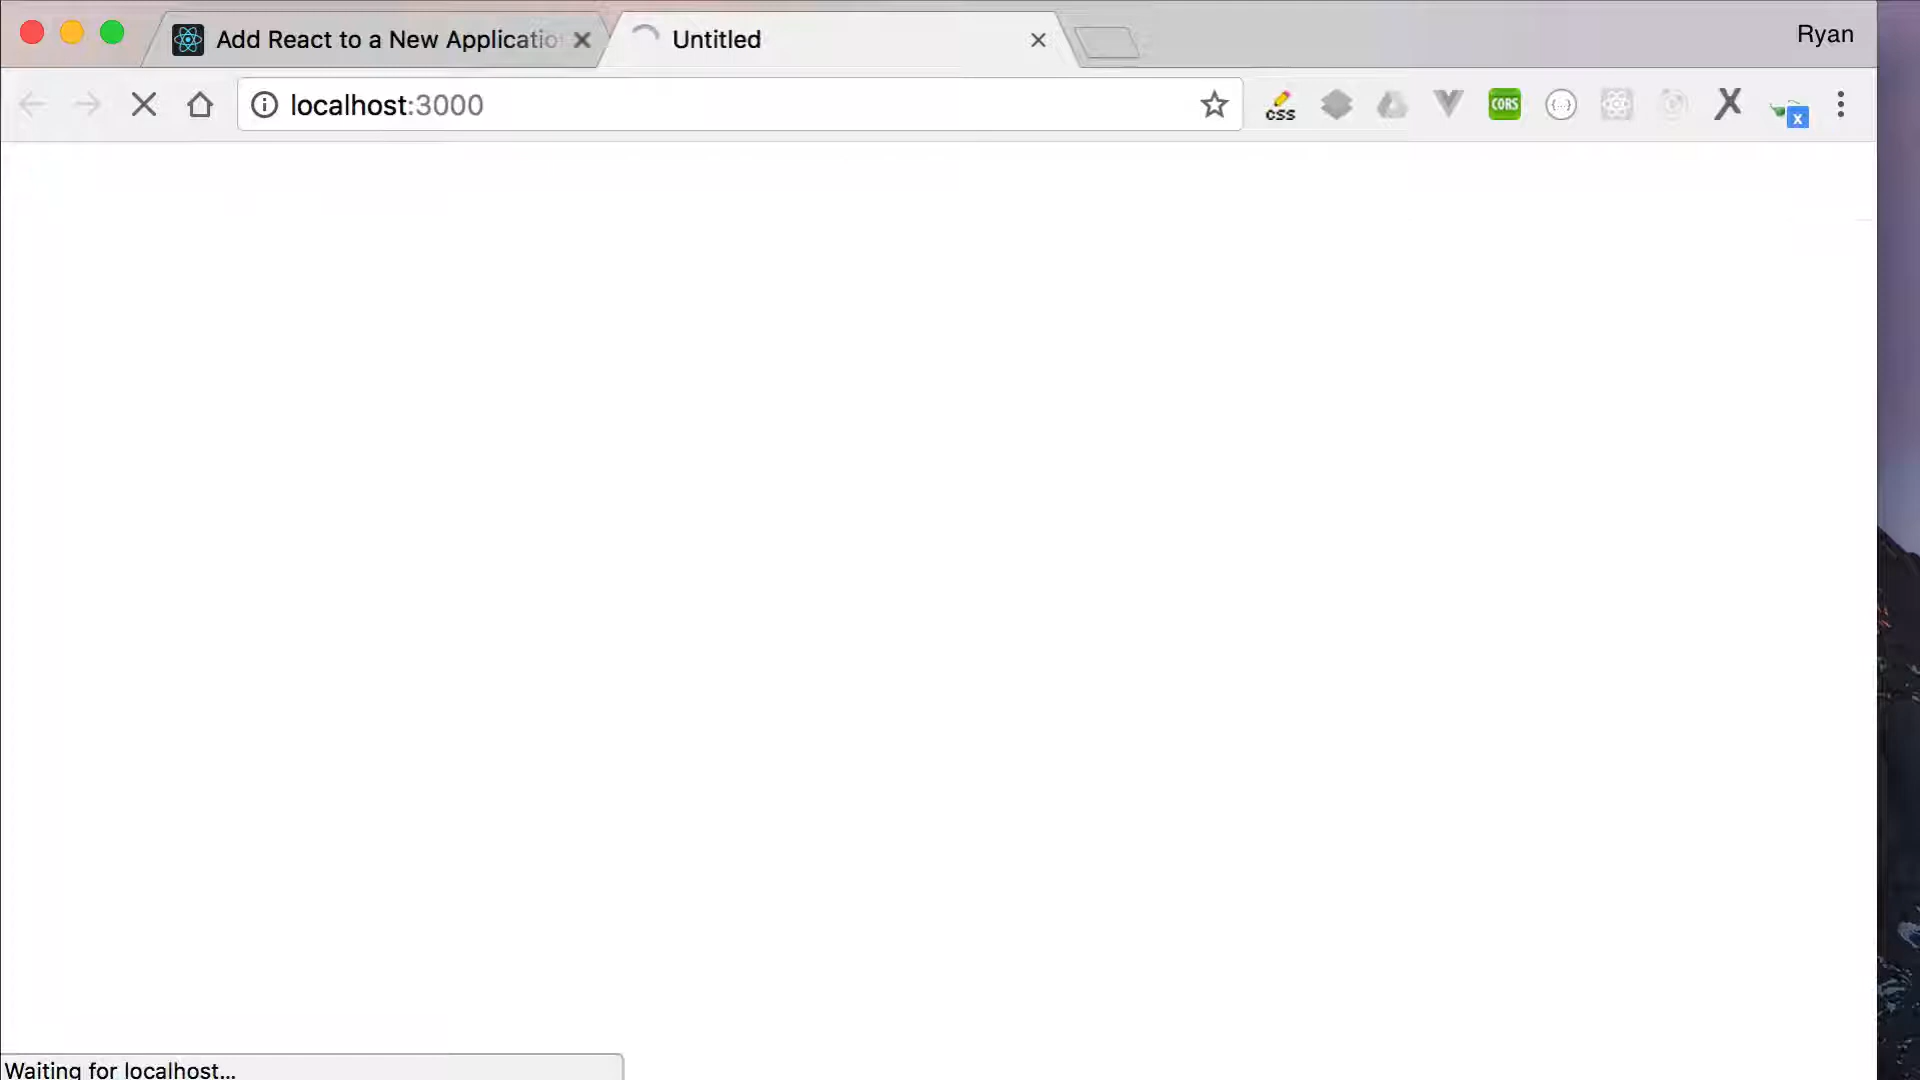 Add React to a New Applicatio
Untitled
Ryan
localhost:3000
css
CORS
{...}
X
x
Waiting for localhost...